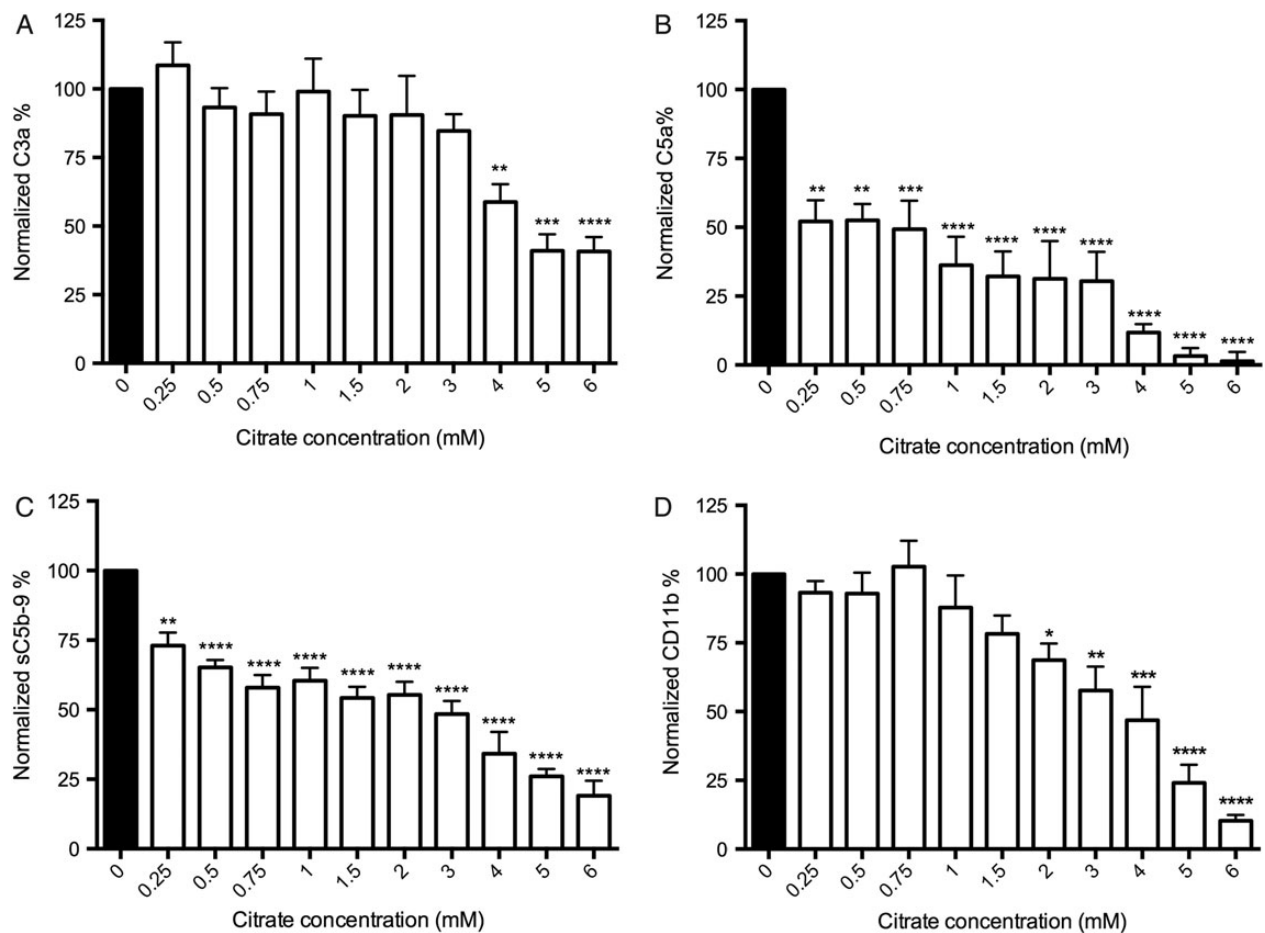 A
Normalized C3a %
125
100
75
50
25
0
** *** ****
0 0.25 0.5 0.75 1 1.5 2 3 4 5 6
Citrate concentration (mM)
B
Normalized C5a%
125
100
75
50
25
0
** ** *** **** **** **** **** **** **** ****
0 0.25 0.5 0.75 1 1.5 2 3 4 5 6
Citrate concentration (mM)
C
Normalized sC5b-9 %
125
100
75
50
25
0
** **** **** **** **** **** **** **** **** ****
0 0.25 0.5 0.75 1 1.5 2 3 4 5 6
Citrate concentration (mM)
D
Normalized CD11b %
125
100
75
50
25
0
* ** *** **** ****
0 0.25 0.5 0.75 1 1.5 2 3 4 5 6
Citrate concentration (mM)